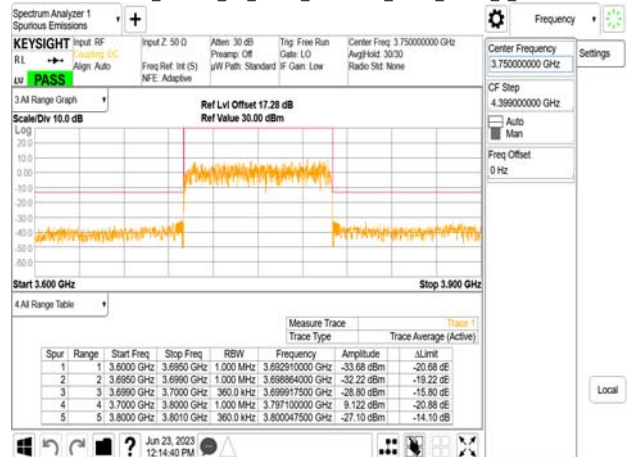 Spectrum Analyzer 1
Spurious Emissions
+
Frequency
KEYSIGHT
Input: RF
Coupling: DC
Align: Auto
Input Z: 50 Ω
Freq Ref: Int (S)
NFE: Adaptive
Atten: 30 dB
Preamp: Off
µW Path: Standard
Trig: Free Run
Gate: LO
IF Gain: Low
Center Freq: 3.750000000 GHz
Avg|Hold: 30/30
Radio Std: None
RL
LW
PASS
Center Frequency
3.750000000 GHz
Settings
CF Step
4.399000000 GHz
Auto
Man
Freq Offset
0 Hz
Local
3 All Range Graph
Ref Lvl Offset 17.28 dB
Scale/Div 10.0 dB
Ref Value 30.00 dBm
Log
20.0
10.0
0.00
-10.0
-20.0
-30.0
-40.0
-50.0
-60.0
Start 3.600 GHz
Stop 3.900 GHz
4 All Range Table
Measure Trace Trace 1
Trace Type Trace Average (Active)
Spur Range Start Freq Stop Freq RBW Frequency Amplitude ΔLimit
1 1 3.6000 GHz 3.6950 GHz 1.000 MHz 3.692910000 GHz -33.68 dBm -20.68 dB
2 2 3.6950 GHz 3.6990 GHz 1.000 MHz 3.698864000 GHz -32.22 dBm -19.22 dB
3 3 3.6990 GHz 3.7000 GHz 360.0 kHz 3.699917500 GHz -28.80 dBm -15.80 dB
4 4 3.7000 GHz 3.8000 GHz 1.000 MHz 3.797100000 GHz 9.122 dBm -20.88 dB
5 5 3.8000 GHz 3.8010 GHz 360.0 kHz 3.800047500 GHz -27.10 dBm -14.10 dB
?
Jun 23, 2023
12:14:40 PM